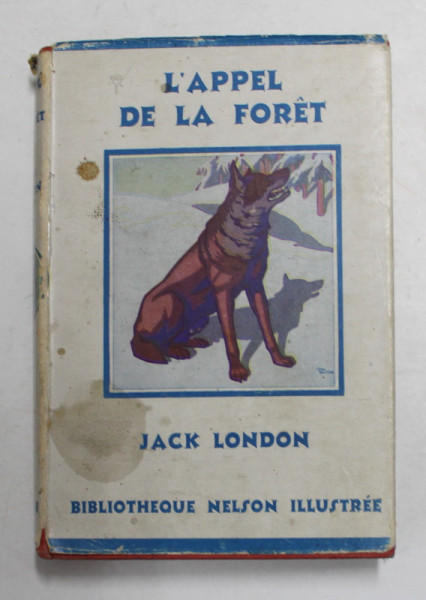 L'APPEL
DE LA FORÊT
JACK LONDON
BIBLIOTHEQUE NELSON ILLUSTRÉE